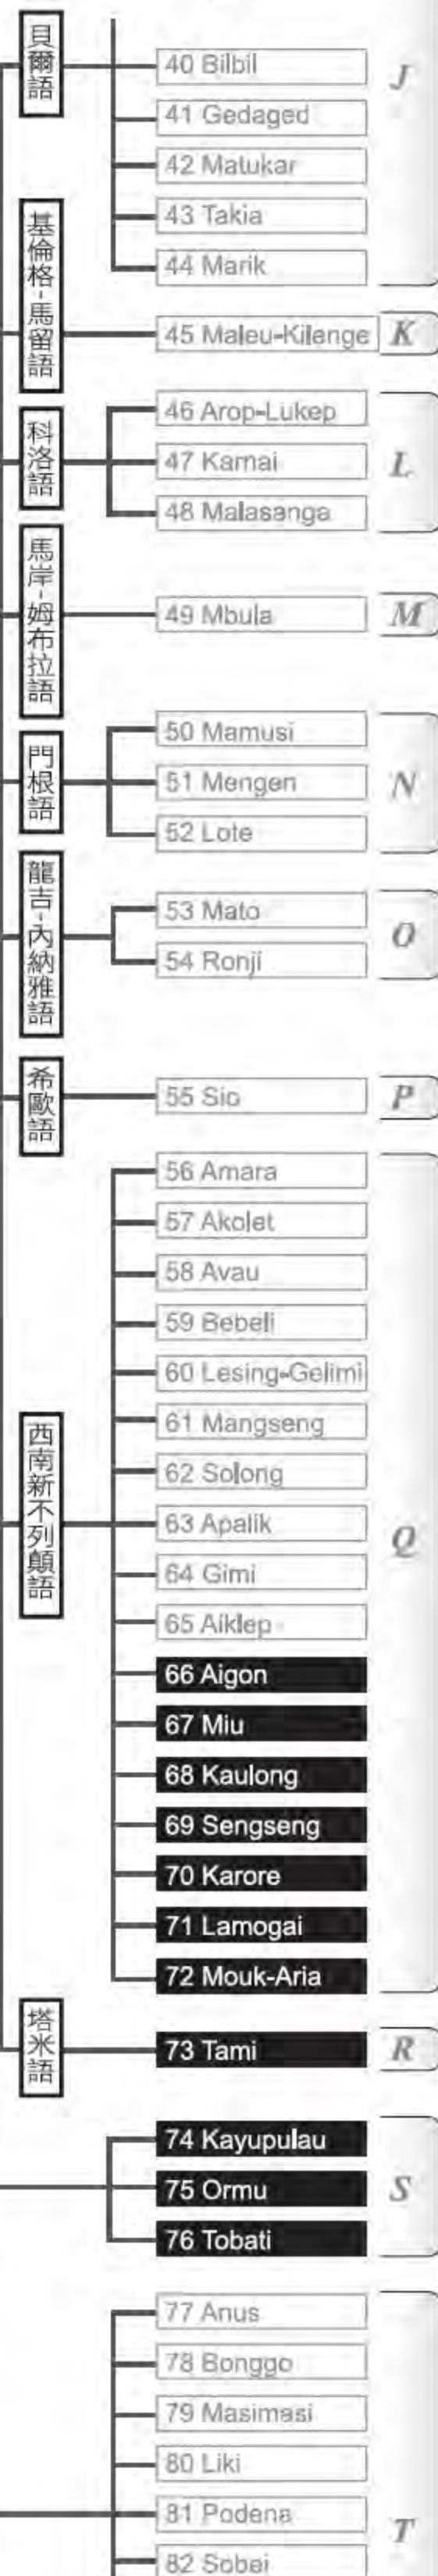 貝爾語
40 Bilbil
41 Gedaged
42 Matukar
43 Takia
44 Marik
J
基倫格-馬留語
45 Maleu-Kilenge
K
科洛語
46 Arop-Lukep
47 Karnai
48 Malasanga
L
馬岸-姆布拉語
49 Mbula
M
門根語
50 Mamusi
51 Mengen
52 Lote
N
龍吉-內納雅語
53 Mato
54 Ronji
O
希歐語
55 Sio
P
西南新不列顛語
56 Amara
57 Akolet
58 Avau
59 Bebeli
60 Lesing-Gelimi
61 Mangseng
62 Solong
63 Apalik
64 Gimi
65 Aiklep
66 Aigon
67 Miu
68 Kaulong
69 Sengseng
70 Karore
71 Lamogai
72 Mouk-Aria
Q
塔米語
73 Tami
R
74 Kayupulau
75 Ormu
76 Tobati
S
77 Anus
78 Bonggo
79 Masimasi
80 Liki
81 Podena
82 Sobei
T